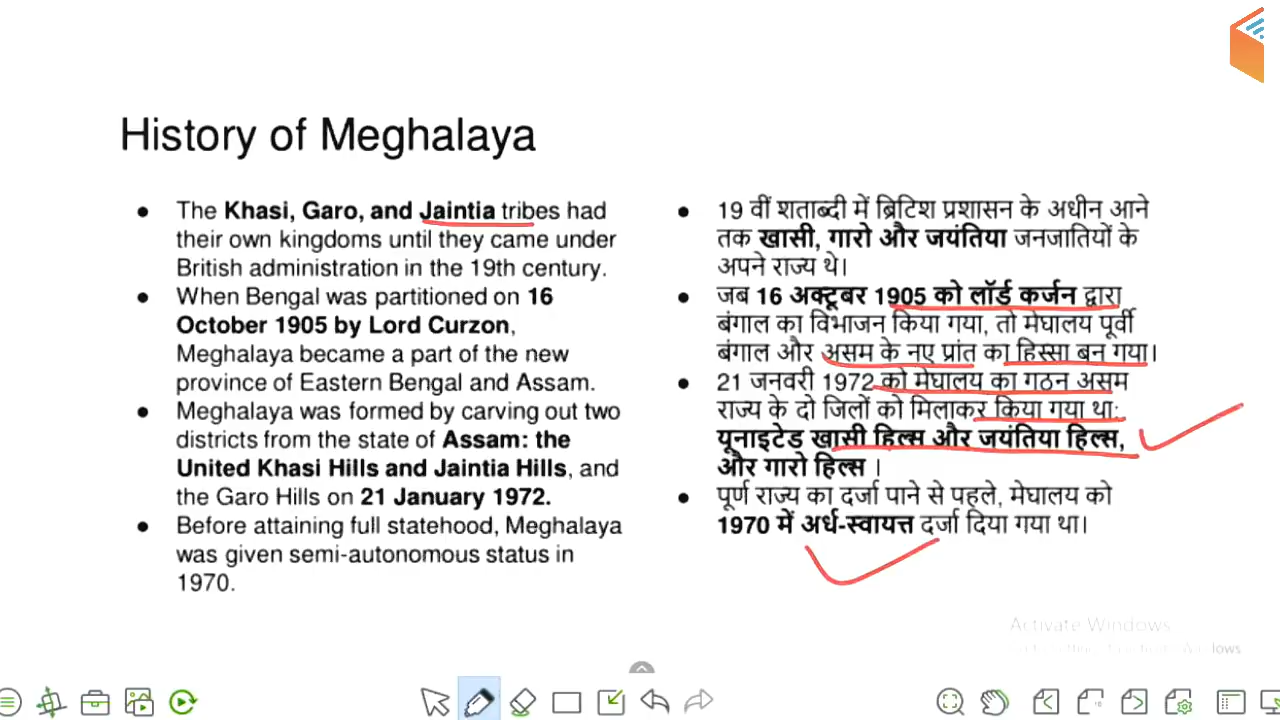 History of Meghalaya
● The Khasi, Garo, and Jaintia tribes had
their own kingdoms until they came under
British administration in the 19th century.
● When Bengal was partitioned on 16
October 1905 by Lord Curzon,
Meghalaya became a part of the new
province of Eastern Bengal and Assam.
● Meghalaya was formed by carving out two
districts from the state of Assam: the
United Khasi Hills and Jaintia Hills, and
the Garo Hills on 21 January 1972.
● Before attaining full statehood, Meghalaya
was given semi-autonomous status in
1970.
● 19 वीं शताब्दी में ब्रिटिश प्रशासन के अधीन आने
तक खासी, गारो और जयंतिया जनजातियों के
अपने राज्य थे।
● जब 16 अक्टूबर 1905 को लॉर्ड कर्जन द्वारा
बंगाल का विभाजन किया गया, तो मेघालय पूर्वी
बंगाल और असम के नए प्रांत का हिस्सा बन गया।
● 21 जनवरी 1972 को मेघालय का गठन असम
राज्य के दो जिलों को मिलाकर किया गया था:
यूनाइटेड खासी हिल्स और जयंतिया हिल्स,
और गारो हिल्स ।
● पूर्ण राज्य का दर्जा पाने से पहले, मेघालय को
1970 में अर्ध-स्वायत्त दर्जा दिया गया था।
Activate Windows